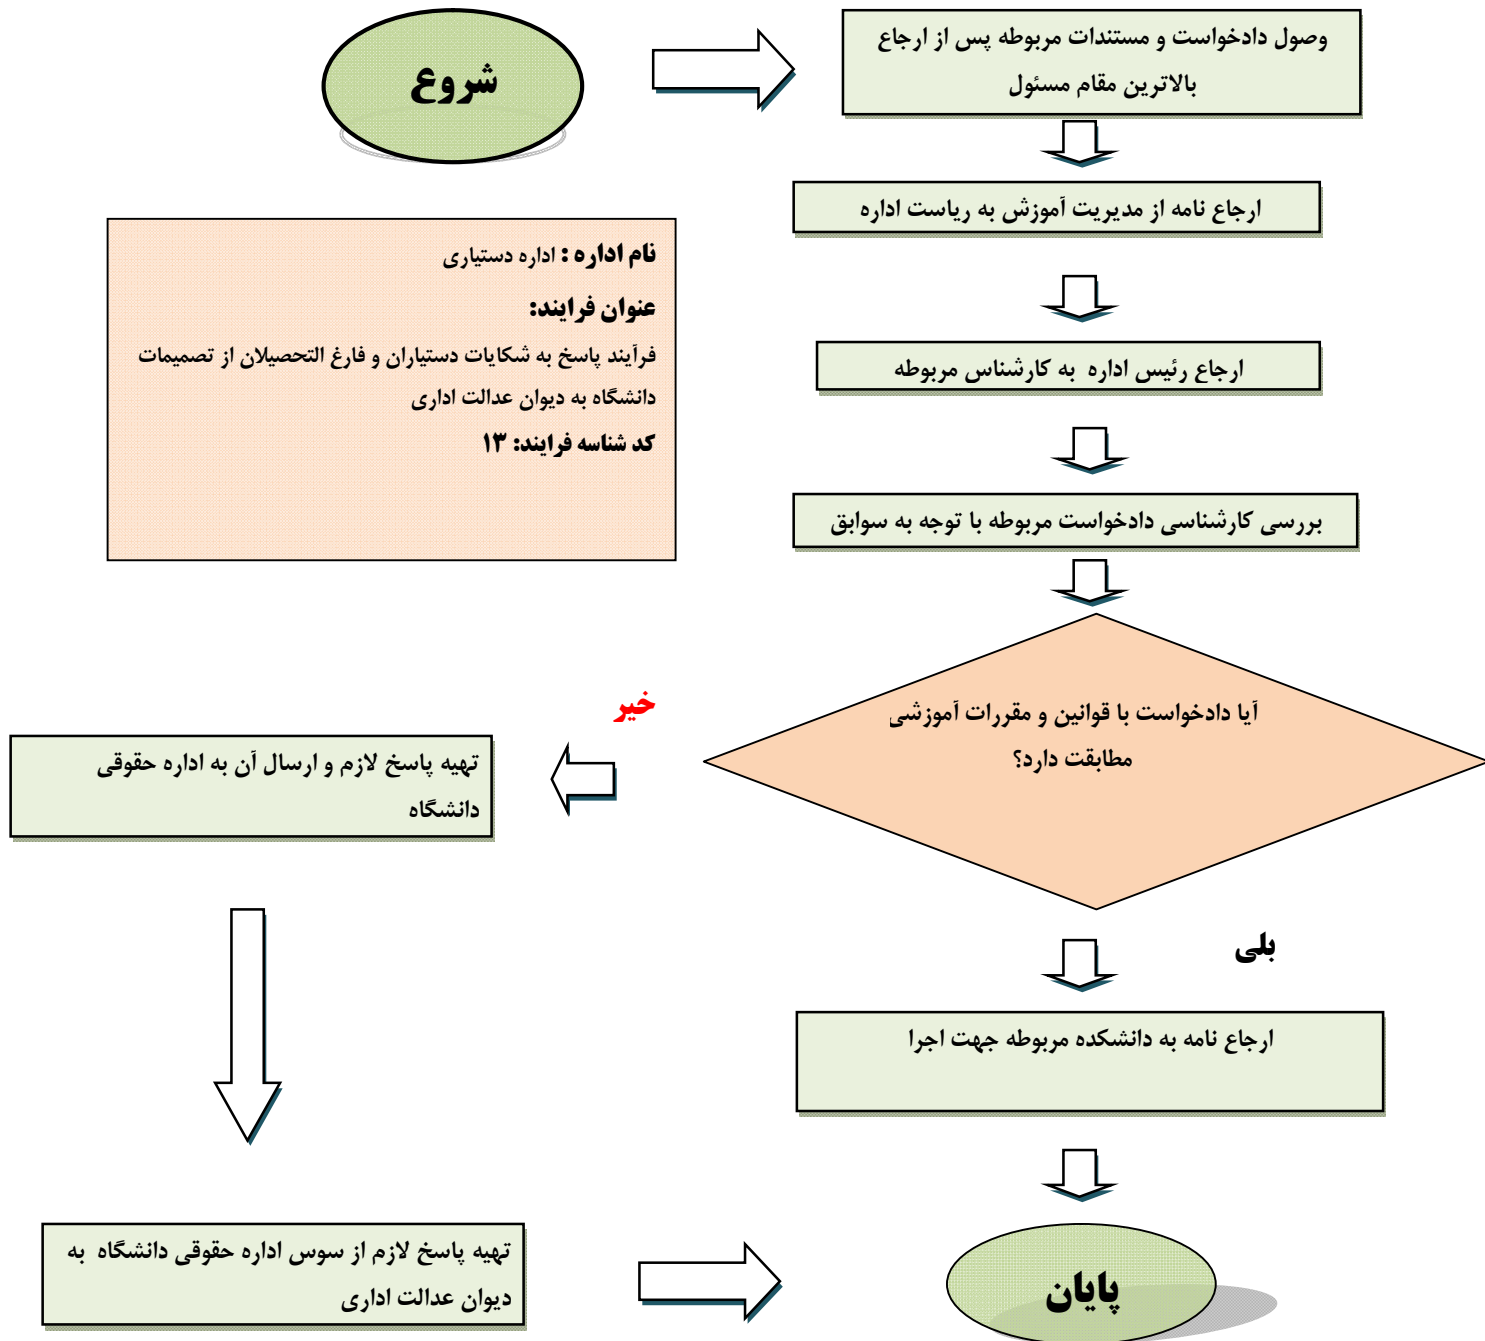 شروع
وصول دادخواست و مستندات مربوطه پس از ارجاع
بالاترین مقام مسئول
ارجاع نامه از مدیریت آموزش به ریاست اداره
نام اداره : اداره دستیاری
عنوان فرایند:
فرآیند پاسخ به شکایات دستیاران و فارغ التحصیلان از تصمیمات
دانشگاه به دیوان عدالت اداری
کد شناسه فرایند: ۱۳
ارجاع رئیس اداره به کارشناس مربوطه
بررسی کارشناسی دادخواست مربوطه با توجه به سوابق
آیا دادخواست با قوانین و مقررات آموزشی
مطابقت دارد؟
خیر
تهیه پاسخ لازم و ارسال آن به اداره حقوقی
دانشگاه
بلی
ارجاع نامه به دانشکده مربوطه جهت اجرا
تهیه پاسخ لازم از سوس اداره حقوقی دانشگاه به
دیوان عدالت اداری
پایان